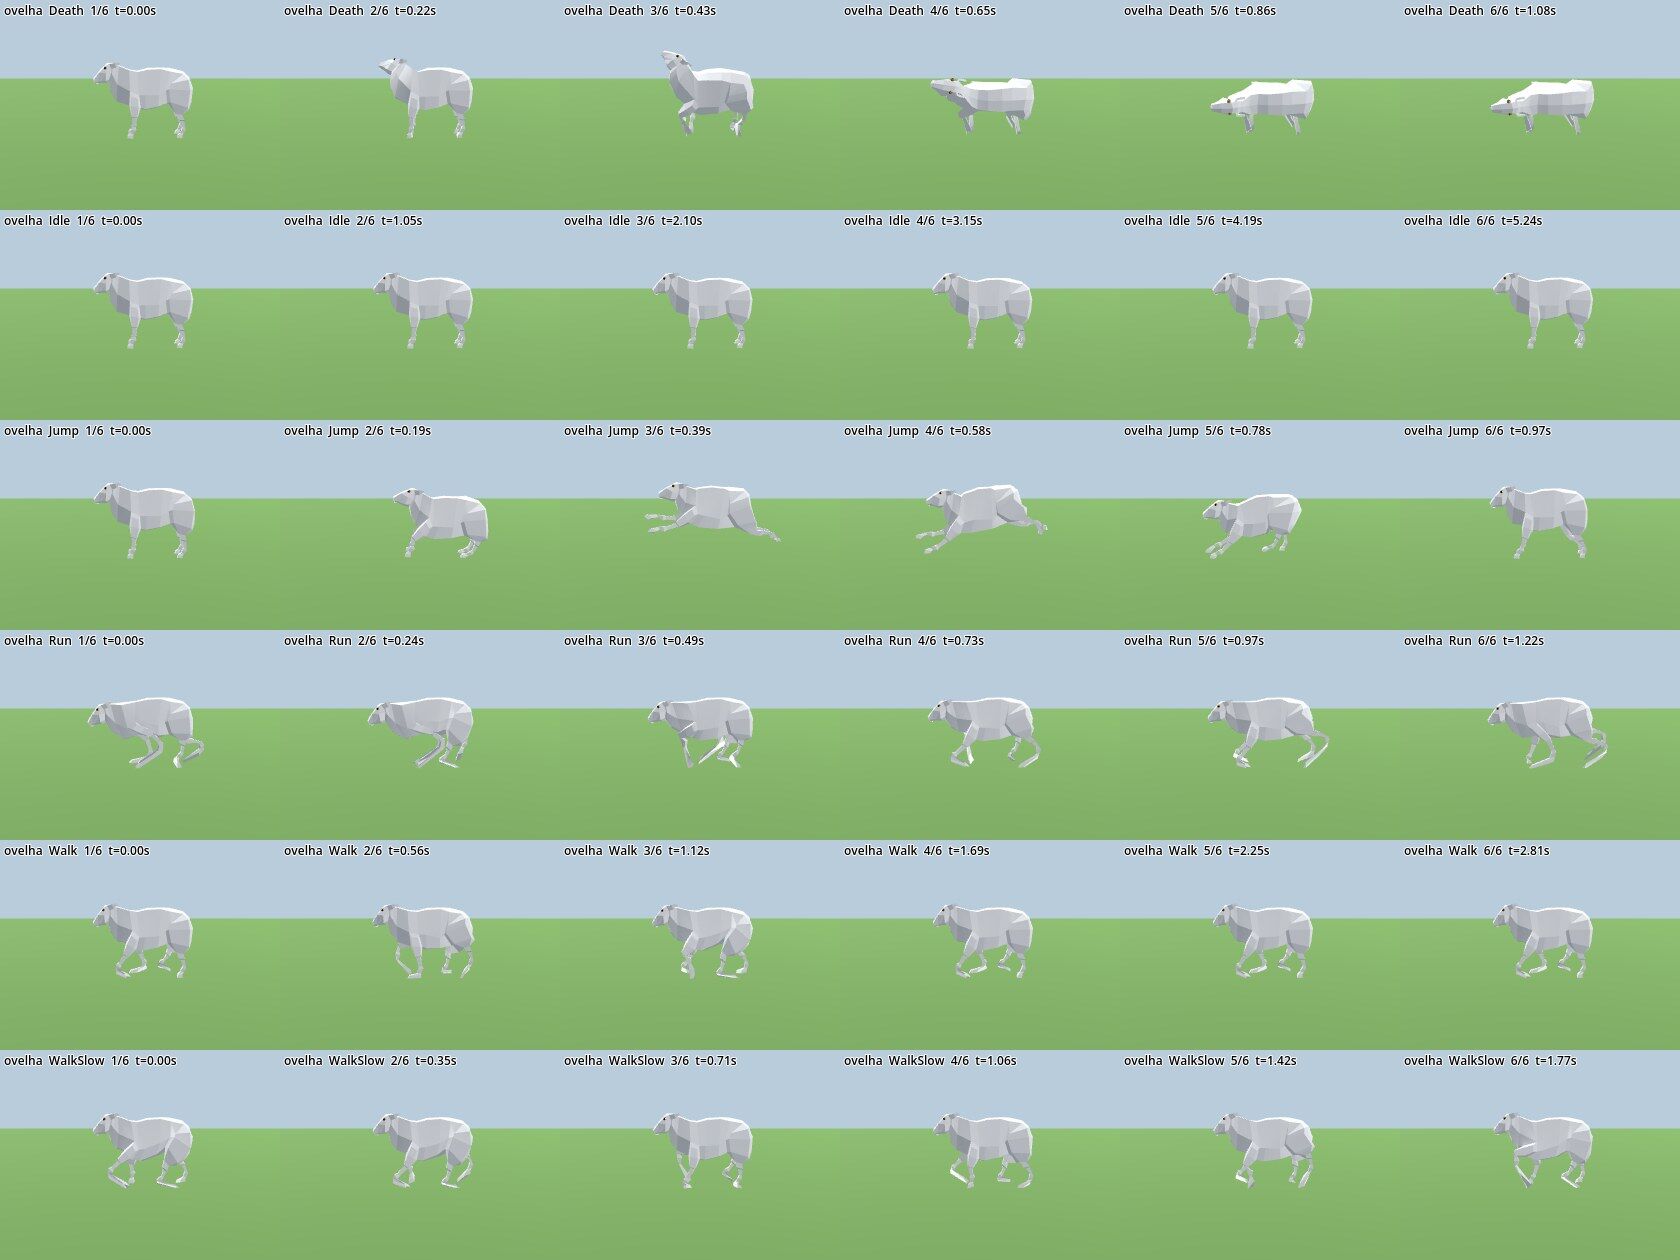 ovelha Death 1/6 t=0.00s
ovelha Death 2/6 t=0.22s
ovelha Death 3/6 t=0.43s
ovelha Death 4/6 t=0.65s
ovelha Death 5/6 t=0.86s
ovelha Death 6/6 t=1.08s
ovelha Idle 1/6 t=0.00s
ovelha Idle 2/6 t=1.05s
ovelha Idle 3/6 t=2.10s
ovelha Idle 4/6 t=3.15s
ovelha Idle 5/6 t=4.19s
ovelha Idle 6/6 t=5.24s
ovelha Jump 1/6 t=0.00s
ovelha Jump 2/6 t=0.19s
ovelha Jump 3/6 t=0.39s
ovelha Jump 4/6 t=0.58s
ovelha Jump 5/6 t=0.78s
ovelha Jump 6/6 t=0.97s
ovelha Run 1/6 t=0.00s
ovelha Run 2/6 t=0.24s
ovelha Run 3/6 t=0.49s
ovelha Run 4/6 t=0.73s
ovelha Run 5/6 t=0.97s
ovelha Run 6/6 t=1.22s
ovelha Walk 1/6 t=0.00s
ovelha Walk 2/6 t=0.56s
ovelha Walk 3/6 t=1.12s
ovelha Walk 4/6 t=1.69s
ovelha Walk 5/6 t=2.25s
ovelha Walk 6/6 t=2.81s
ovelha WalkSlow 1/6 t=0.00s
ovelha WalkSlow 2/6 t=0.35s
ovelha WalkSlow 3/6 t=0.71s
ovelha WalkSlow 4/6 t=1.06s
ovelha WalkSlow 5/6 t=1.42s
ovelha WalkSlow 6/6 t=1.77s